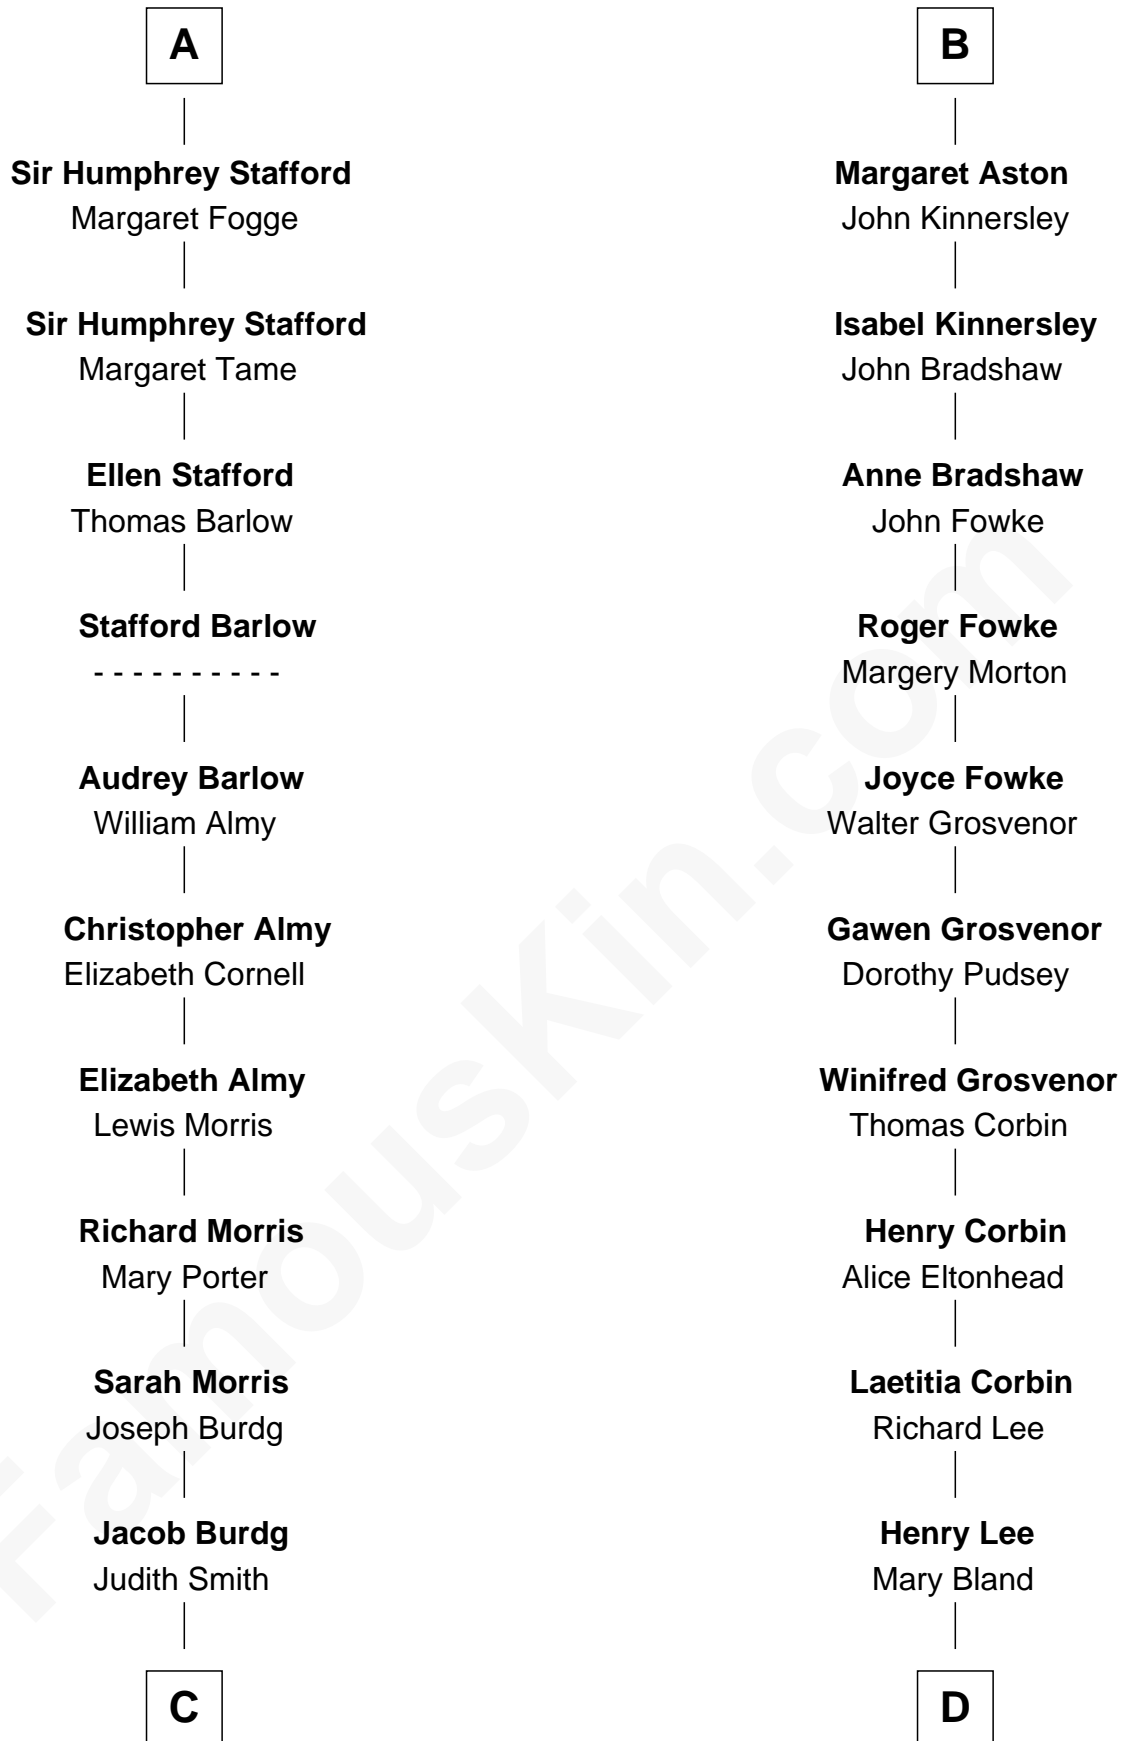 A
B
Sir Humphrey Stafford
Margaret Fogge
Margaret Aston
John Kinnersley
Sir Humphrey Stafford
Margaret Tame
Isabel Kinnersley
John Bradshaw
Ellen Stafford
Thomas Barlow
Anne Bradshaw
John Fowke
Stafford Barlow
- - - - - - - - - -
Roger Fowke
Margery Morton
Audrey Barlow
William Almy
Joyce Fowke
Walter Grosvenor
Christopher Almy
Elizabeth Cornell
Gawen Grosvenor
Dorothy Pudsey
Elizabeth Almy
Lewis Morris
Winifred Grosvenor
Thomas Corbin
Richard Morris
Mary Porter
Henry Corbin
Alice Eltonhead
Sarah Morris
Joseph Burdg
Laetitia Corbin
Richard Lee
Jacob Burdg
Judith Smith
Henry Lee
Mary Bland
C
D
FamousKin.com